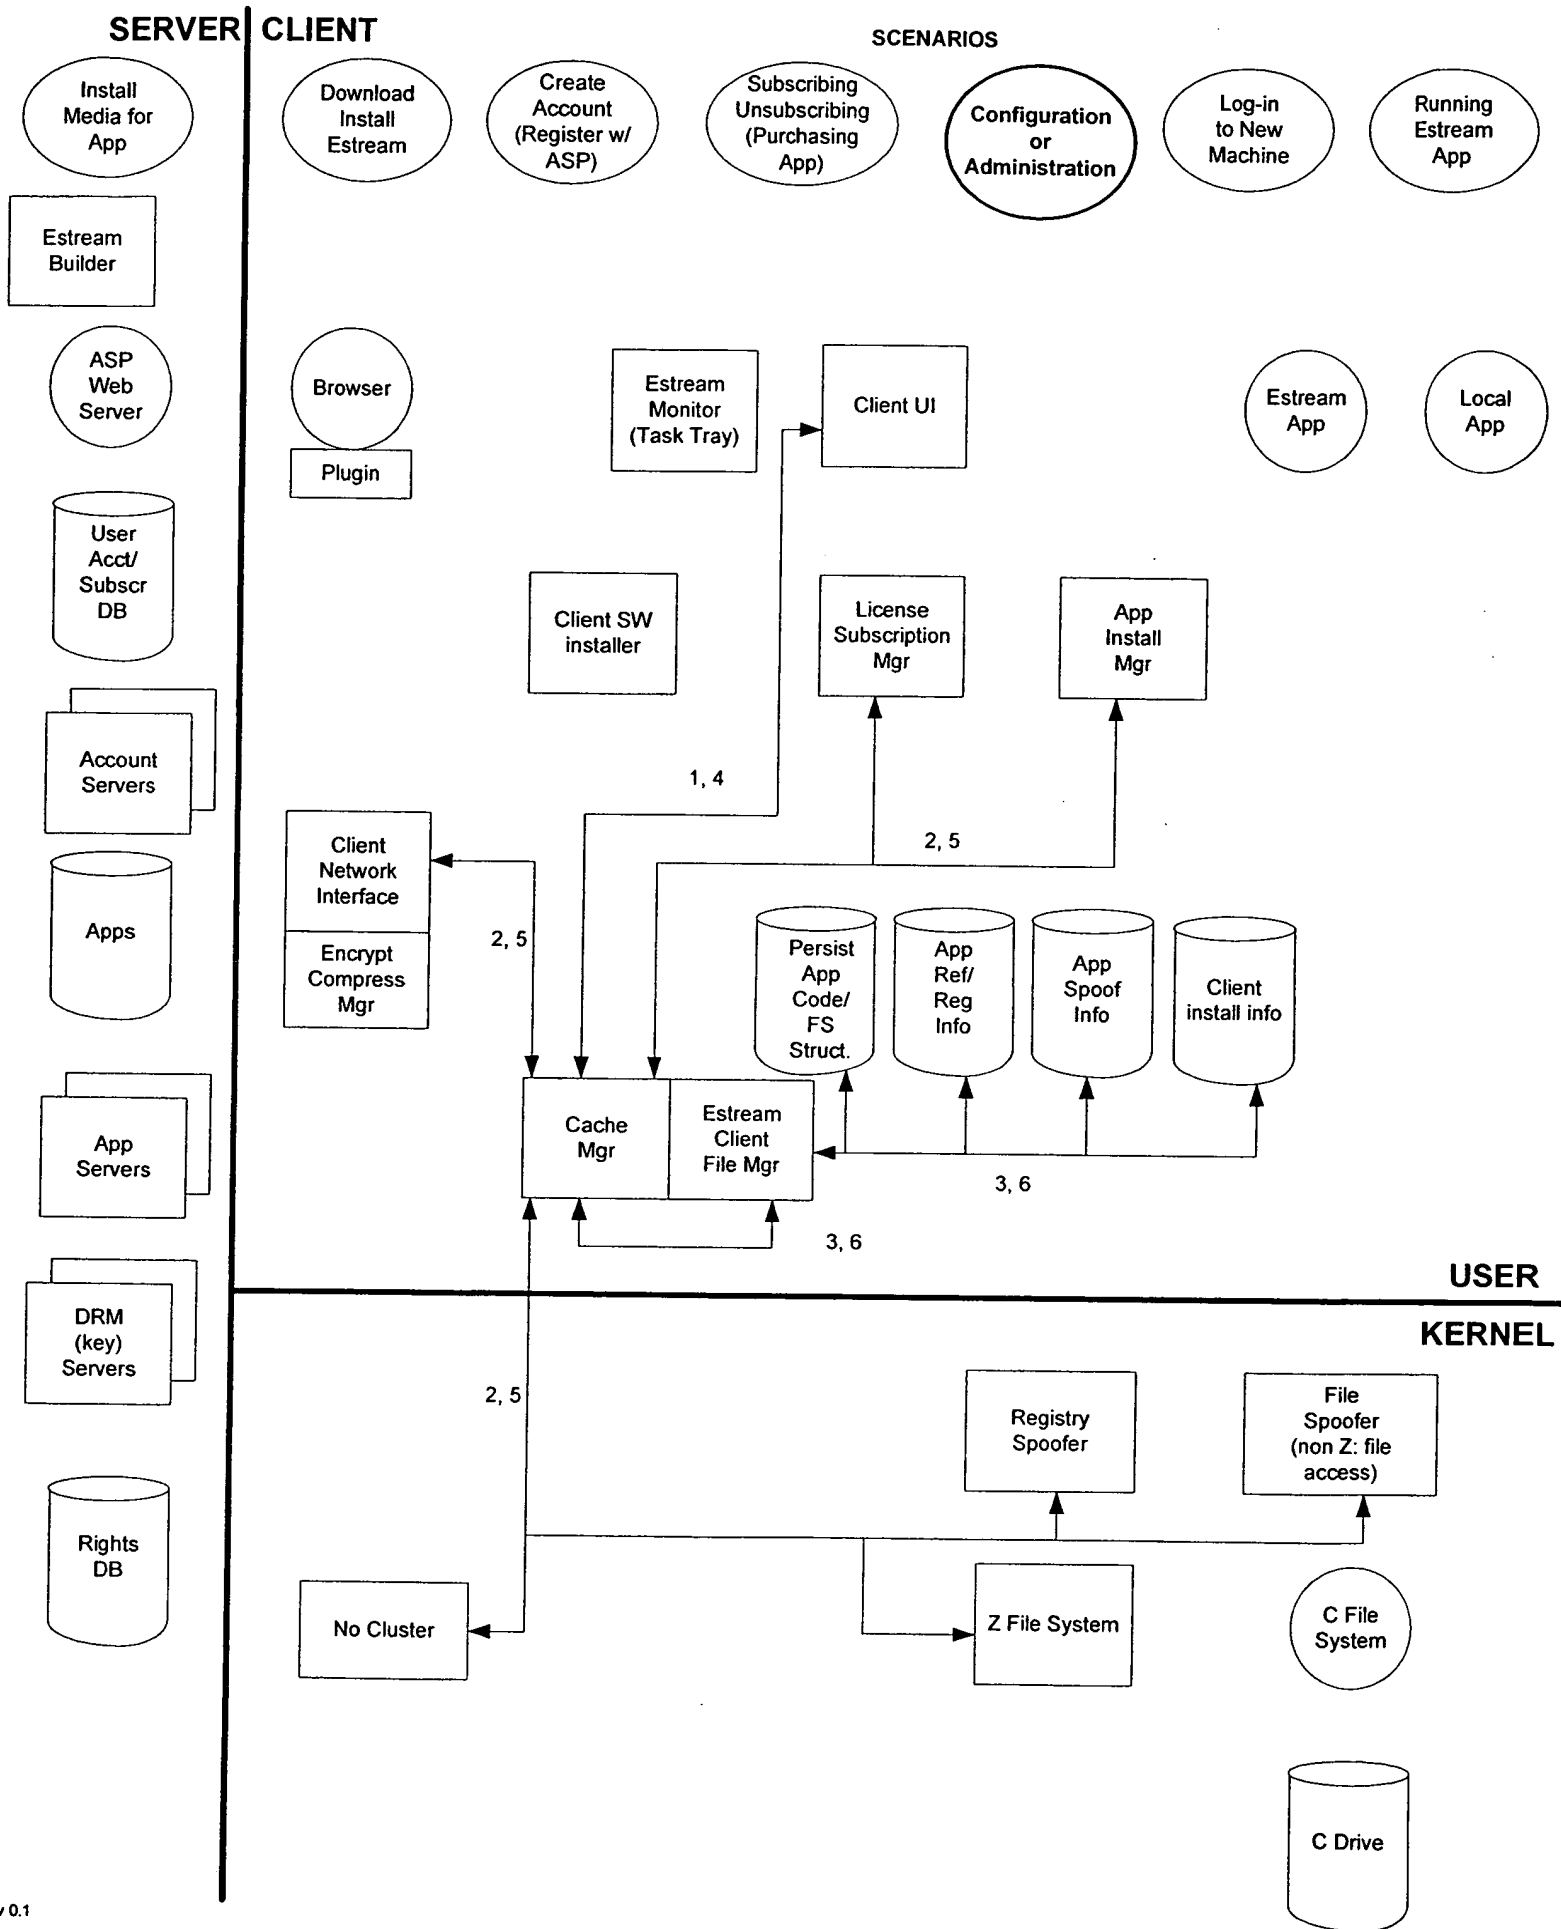 SERVER CLIENT
SCENARIOS
Install
Media for
App
Download
Install
Estream
Create
Account
(Register w/
ASP)
Subscribing
Unsubscribing
(Purchasing
App)
Configuration
or
Administration
Log-in
to New
Machine
Running
Estream
App
Estream
Builder
ASP
Web
Server
Browser
Plugin
Estream
Monitor
(Task Tray)
Client UI
Estream
App
Local
App
User
Acct/
Subscr
DB
Client SW
installer
License
Subscription
Mgr
App
Install
Mgr
Account
Servers
1, 4
2, 5
Client
Network
Interface
Encrypt
Compress
Mgr
2, 5
Apps
Persist
App
Code/
FS
Struct.
App
Ref/
Reg
Info
App
Spoof
Info
Client
install info
Cache
Mgr
Estream
Client
File Mgr
App
Servers
3, 6
3, 6
USER
KERNEL
DRM
(key)
Servers
2, 5
Registry
Spoofer
File
Spoofer
(non Z: file
access)
Rights
DB
No Cluster
Z File System
C File
System
C Drive
0.1